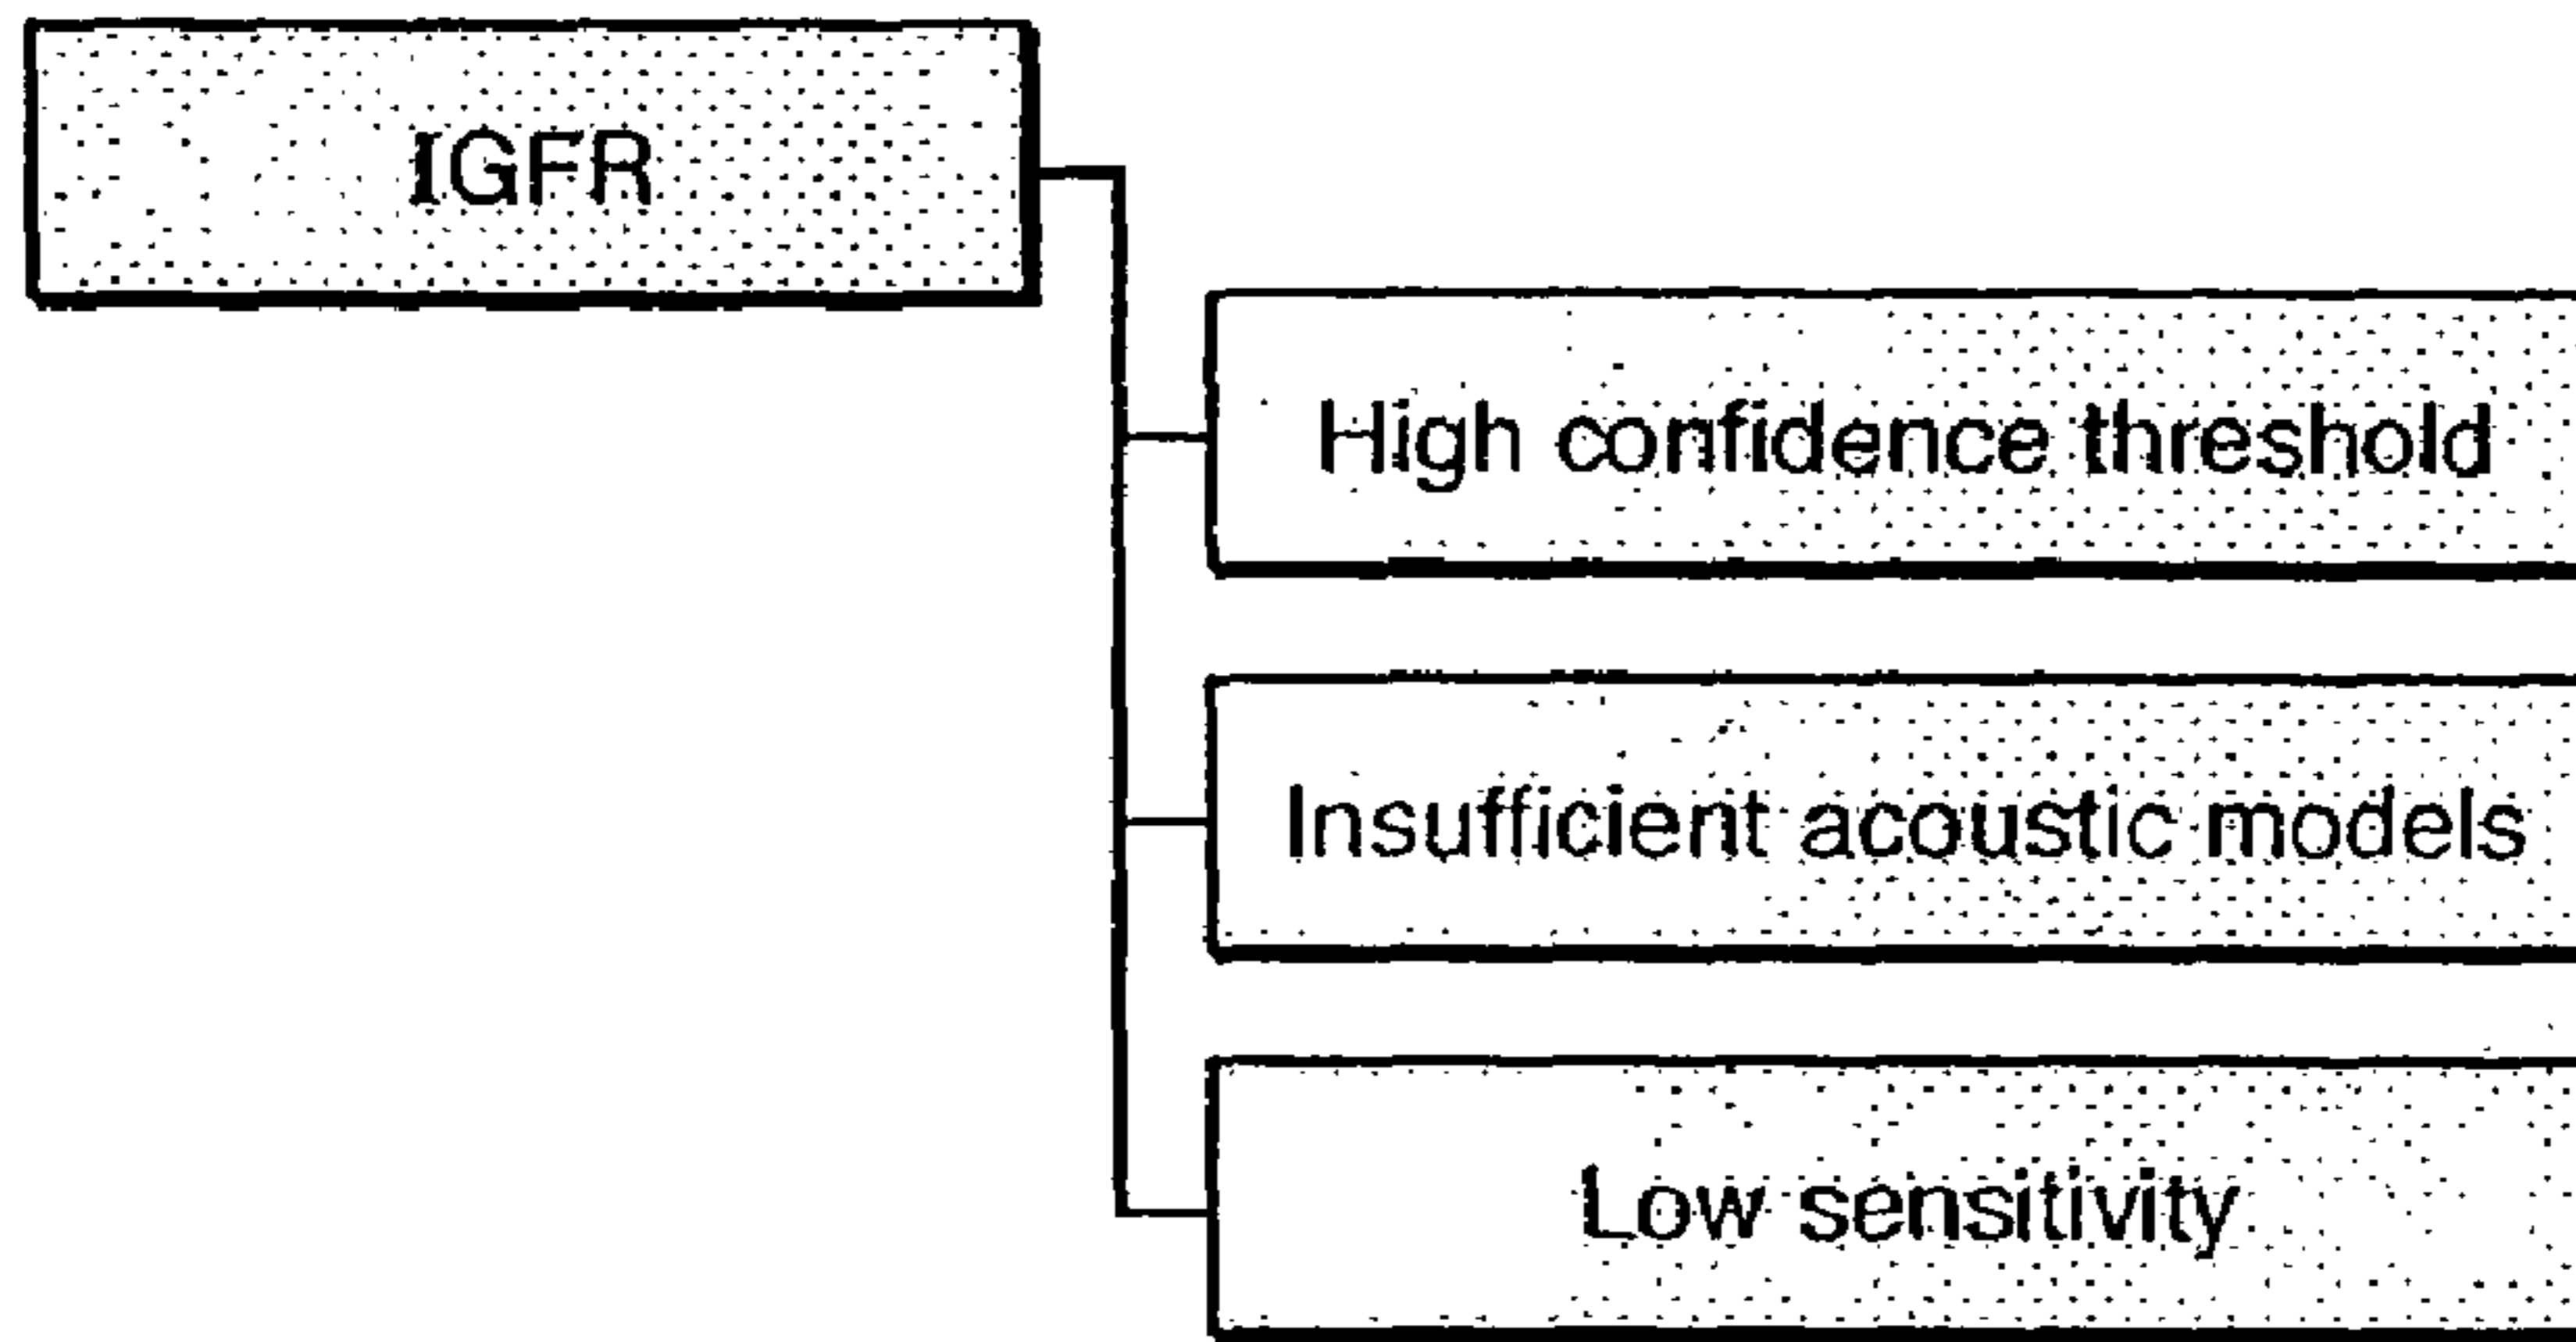 IGFR
High confidence threshold
Insufficient acoustic models
Low sensitivity